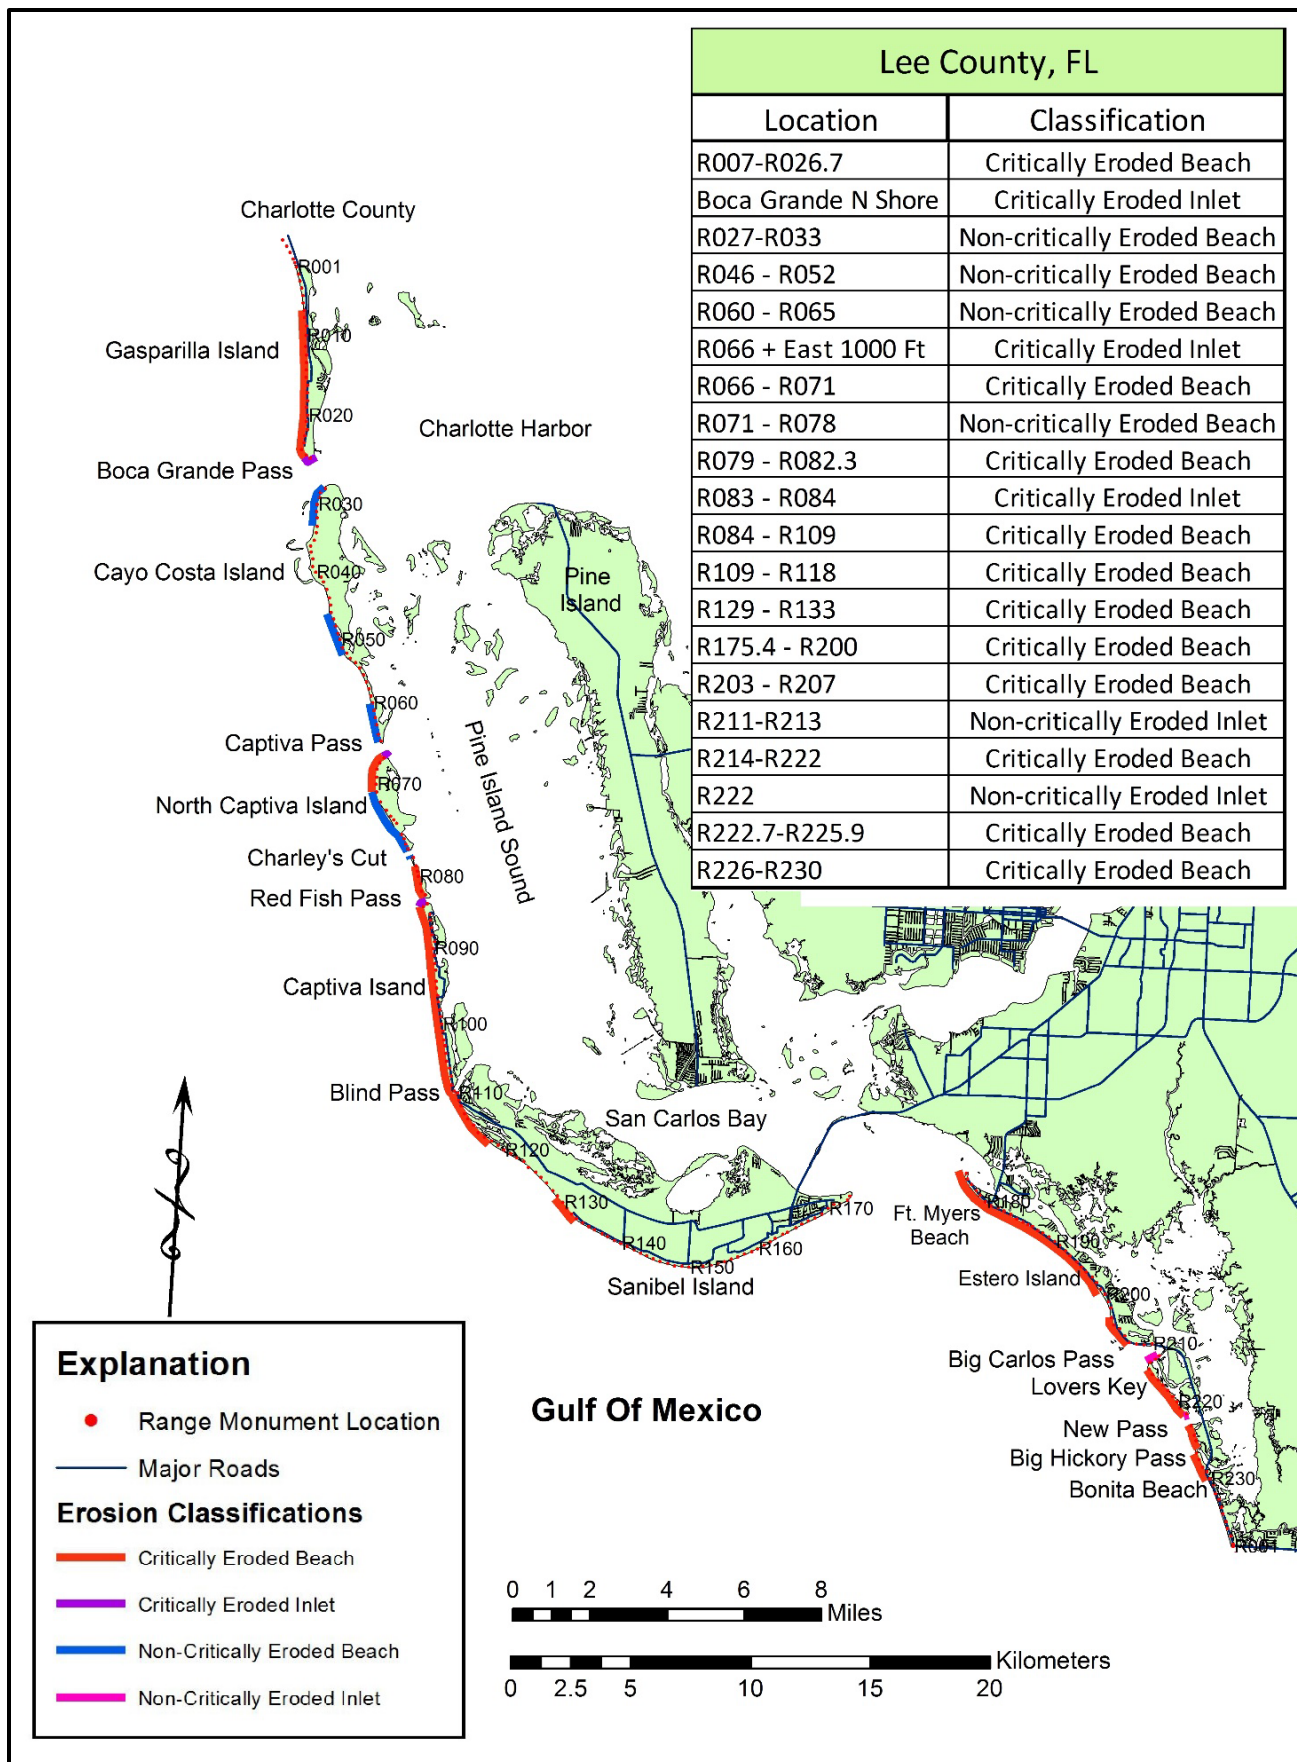 Lee County, FL
Location Classification
R007-R026.7 Critically Eroded Beach
Boca Grande N Shore Critically Eroded Inlet
R027-R033 Non-critically Eroded Beach
R046 - R052 Non-critically Eroded Beach
R060 - R065 Non-critically Eroded Beach
R066 + East 1000 Ft Critically Eroded Inlet
R066 - R071 Critically Eroded Beach
R071 - R078 Non-critically Eroded Beach
R079 - R082.3 Critically Eroded Beach
R083 - R084 Critically Eroded Inlet
R084 - R109 Critically Eroded Beach
R109 - R118 Critically Eroded Beach
R129 - R133 Critically Eroded Beach
R175.4 - R200 Critically Eroded Beach
R203 - R207 Critically Eroded Beach
R211-R213 Non-critically Eroded Inlet
R214-R222 Critically Eroded Beach
R222 Non-critically Eroded Inlet
R222.7-R225.9 Critically Eroded Beach
R226-R230 Critically Eroded Beach
Charlotte County
R001
R010
Gasparilla Island
R020
Charlotte Harbor
Boca Grande Pass
R030
Cayo Costa Island
R040
Pine
Island
R050
R060
Captiva Pass
Pine Island Sound
R070
North Captiva Island
Charley's Cut
R080
Red Fish Pass
R090
Captiva Isand
R100
Blind Pass
R110
San Carlos Bay
R120
R130
R140
R150
R160
R170
Sanibel Island
R180
Ft. Myers
Beach
R190
Estero Island
R200
R210
Big Carlos Pass
Lovers Key
R220
New Pass
Big Hickory Pass
R230
Bonita Beach
Gulf Of Mexico
Explanation
Range Monument Location
Major Roads
Erosion Classifications
Critically Eroded Beach
Critically Eroded Inlet
Non-Critically Eroded Beach
Non-Critically Eroded Inlet
0 1 2 4 6 8
Miles
Kilometers
0 2.5 5 10 15 20